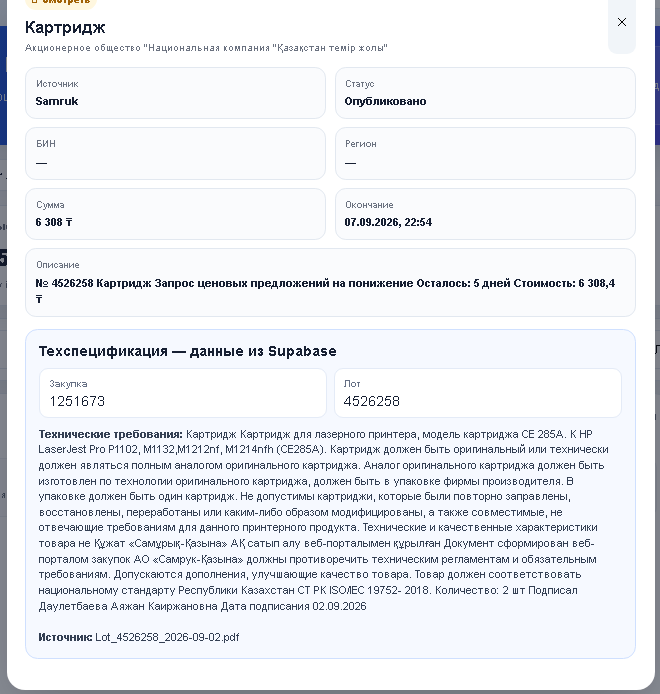 Смотреть
Картридж
Акционерное общество "Национальная компания "Қазақстан темір жолы"
Источник
Samruk
Статус
Опубликовано
БИН
—
Регион
—
Сумма
6 308 ₸
Окончание
07.09.2026, 22:54
Описание
№ 4526258 Картридж Запрос ценовых предложений на понижение Осталось: 5 дней Стоимость: 6 308,4
₸
Техспецификация — данные из Supabase
Закупка
1251673
Лот
4526258
Технические требования: Картридж Картридж для лазерного принтера, модель картриджа CE 285A. К HP
LaserJest Pro P1102, M1132,M1212nf, M1214nfh (CE285A). Картридж должен быть оригинальный или технически
должен являться полным аналогом оригинального картриджа. Аналог оригинального картриджа должен быть
изготовлен по технологии оригинального картриджа, должен быть в упаковке фирмы производителя. В
упаковке должен быть один картридж. Не допустимы картриджи, которые были повторно заправлены,
восстановлены, переработаны или каким-либо образом модифицированы, а также совместимые, не
отвечающие требованиям для данного принтерного продукта. Технические и качественные характеристики
товара не Құжат «Самұрық-Қазына» АҚ сатып алу веб-порталымен құрылған Документ сформирован веб-
порталом закупок АО «Самрук-Қазына» должны противоречить техническим регламентам и обязательным
требованиям. Допускаются дополнения, улучшающие качество товара. Товар должен соответствовать
национальному стандарту Республики Казахстан СТ РК ISO/IEC 19752- 2018. Количество: 2 шт Подписал
Даулетбаева Аяжан Каиржановна Дата подписания 02.09.2026
Источник: Lot_4526258_2026-09-02.pdf